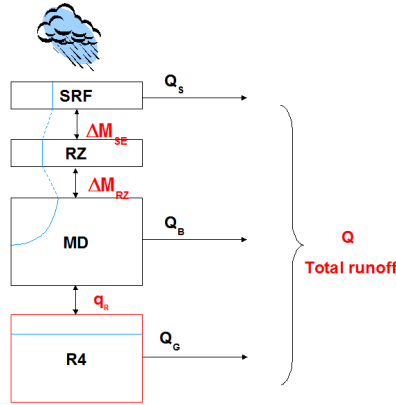 Q_S
SRF
ΔM_SE
RZ
ΔM_RZ
Q_B
MD
Q
Total runoff
q_R
Q_G
R4